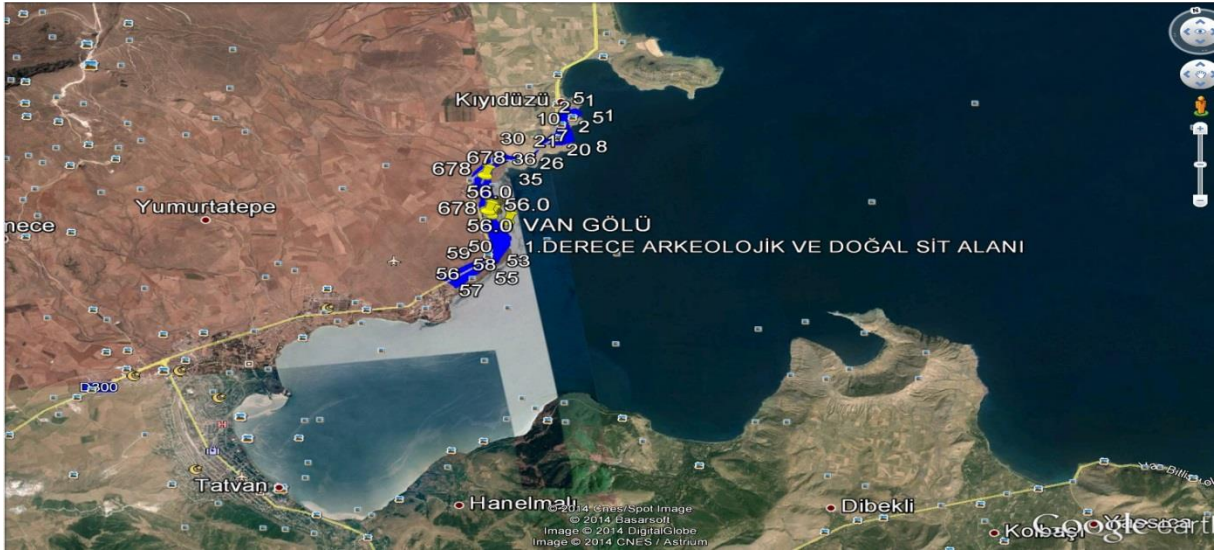 N
Kıyıdüzü 2 51
10 51
2
30 21 7 20 8
678 36 26
678 35
56.0
678 56.0
Yumurtatepe
56.0 VAN GÖLÜ
mece
59 50 1.DERECE ARKEOLOJİK VE DOĞAL SİT ALANI
58 53
56 55
57
D300
Tatvan
Hanelmalı
Dibekli
Kolbaşı
Yassıca
© 2014 Cnes/Spot Image
© 2014 Basarsoft
Image © 2014 DigitalGlobe
Image © 2014 CNES / Astrium
Google earth